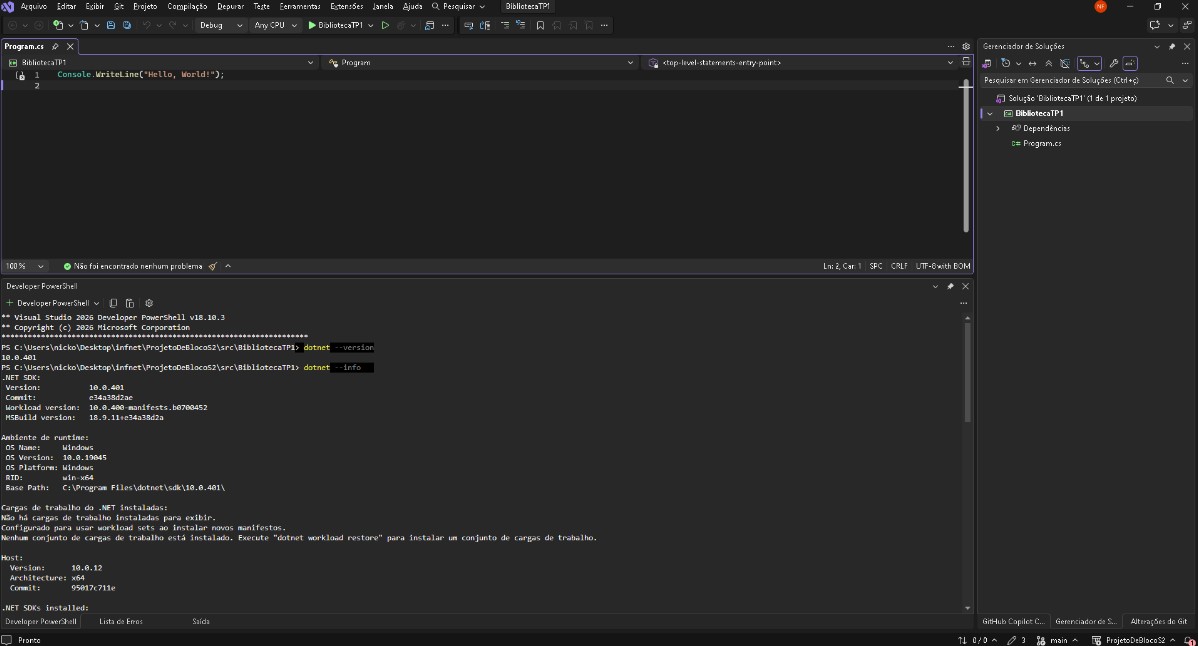 Arquivo Editar Exibir Git Projeto Compilação Depurar Teste Ferramentas Extensões Janela Ajuda Pesquisar BibliotecaTP1 NF
Debug Any CPU BibliotecaTP1
Program.cs
BibliotecaTP1 Program <top-level-statements-entry-point>
1 Console.WriteLine("Hello, World!");
2
100 % Não foi encontrado nenhum problema Ln: 2, Car: 1 SPC CRLF UTF-8 with BOM
Developer PowerShell
+ Developer PowerShell
** Visual Studio 2026 Developer PowerShell v18.10.3
** Copyright (c) 2026 Microsoft Corporation
**********************************************************************
PS C:\Users\nicko\Desktop\infnet\ProjetoDeBlocoS2\src\BibliotecaTP1> dotnet --version
10.0.401
PS C:\Users\nicko\Desktop\infnet\ProjetoDeBlocoS2\src\BibliotecaTP1> dotnet --info
.NET SDK:
Version: 10.0.401
Commit: e34a38d2ae
Workload version: 10.0.400-manifests.b0700452
MSBuild version: 18.9.11+e34a38d2a
Ambiente de runtime:
OS Name: Windows
OS Version: 10.0.19045
OS Platform: Windows
RID: win-x64
Base Path: C:\Program Files\dotnet\sdk\10.0.401\
Cargas de trabalho do .NET instaladas:
Não há cargas de trabalho instaladas para exibir.
Configurado para usar workload sets ao instalar novos manifestos.
Nenhum conjunto de cargas de trabalho está instalado. Execute "dotnet workload restore" para instalar um conjunto de cargas de trabalho.
Host:
Version: 10.0.12
Architecture: x64
Commit: 95017c711e
.NET SDKs installed:
Developer PowerShell Lista de Erros Saída
Gerenciador de Soluções
Pesquisar em Gerenciador de Soluções (Ctrl+ç)
Solução 'BibliotecaTP1' (1 de 1 projeto)
BibliotecaTP1
Dependências
C# Program.cs
GitHub Copilot C... Gerenciador de S... Alterações do Git
Pronto 0 / 0 3 main ProjetoDeBlocoS2 1